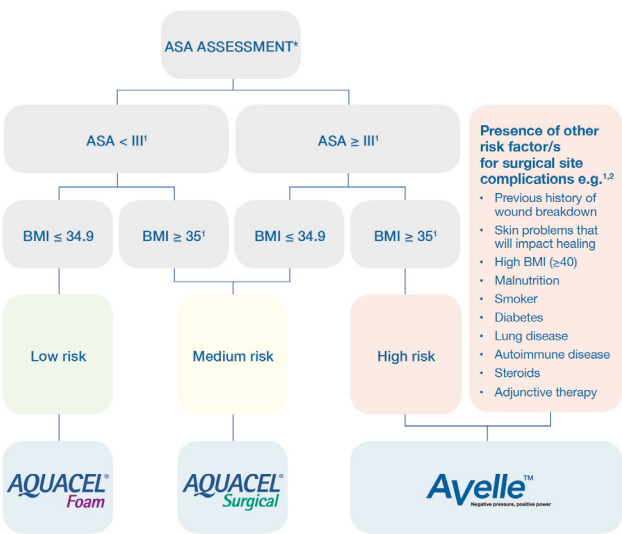 ASA ASSESSMENT*
ASA < III¹
ASA ≥ III¹
BMI ≤ 34.9
BMI ≥ 35¹
BMI ≤ 34.9
BMI ≥ 35¹
Low risk
Medium risk
High risk
Presence of other
risk factor/s
for surgical site
complications e.g.¹,²
• Previous history of
wound breakdown
• Skin problems that
will impact healing
• High BMI (≥40)
• Malnutrition
• Smoker
• Diabetes
• Lung disease
• Autoimmune disease
• Steroids
• Adjunctive therapy
AQUACEL®
Foam
AQUACEL®
Surgical
Avelle™
Negative pressure, positive power